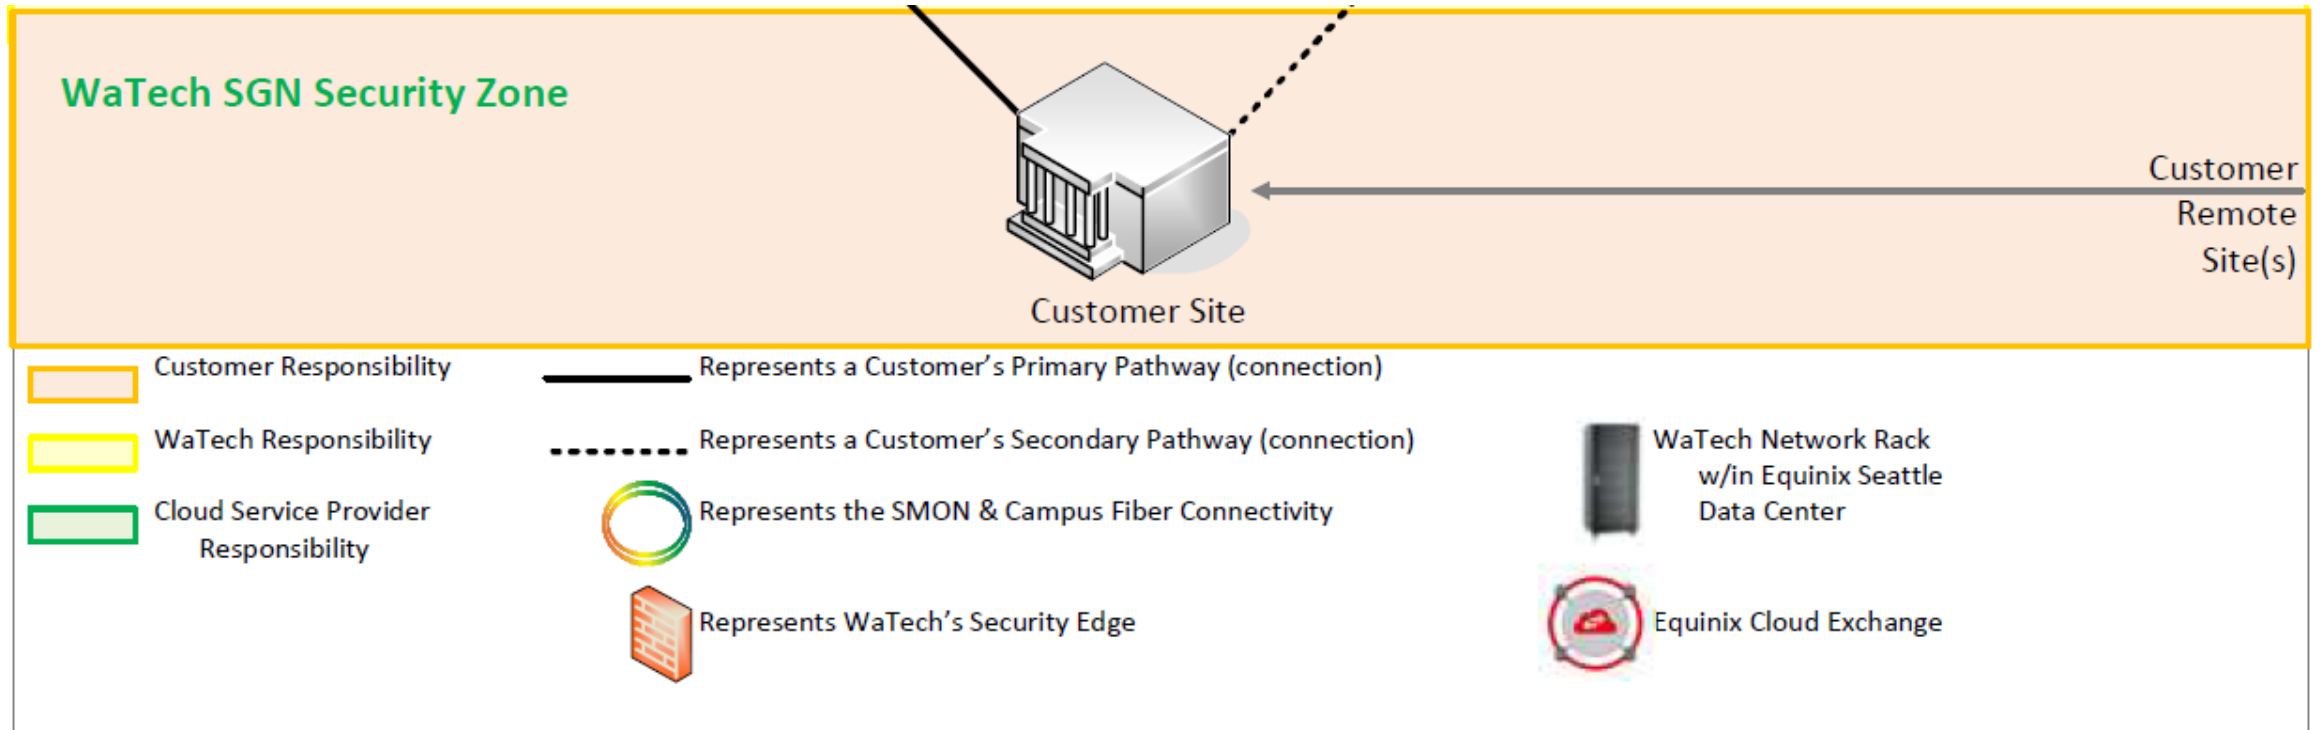 WaTech SGN Security Zone
Customer
Remote
Site(s)
Customer Site
Customer Responsibility
Represents a Customer’s Primary Pathway (connection)
WaTech Responsibility
Represents a Customer’s Secondary Pathway (connection)
WaTech Network Rack
w/in Equinix Seattle
Data Center
Cloud Service Provider
Responsibility
Represents the SMON & Campus Fiber Connectivity
Represents WaTech’s Security Edge
Equinix Cloud Exchange